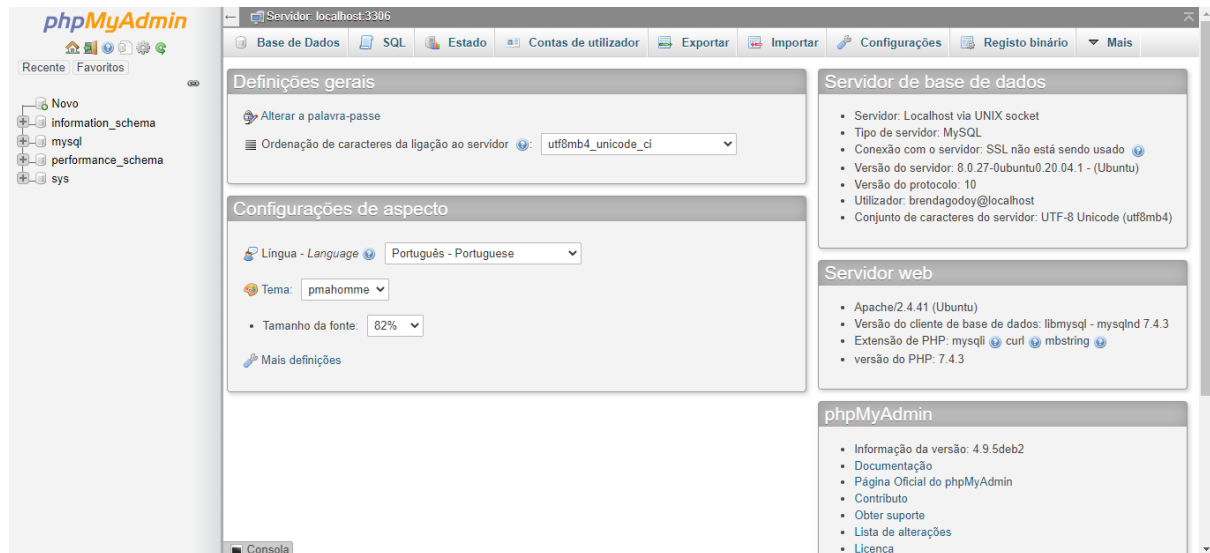 phpMyAdmin
Recente Favoritos
Novo
information_schema
mysql
performance_schema
sys
Servidor: localhost:3306
Base de Dados SQL Estado Contas de utilizador Exportar Importar Configurações Registo binário Mais
Definições gerais
Alterar a palavra-passe
Ordenação de caracteres da ligação ao servidor : utf8mb4_unicode_ci
Configurações de aspecto
Língua - Language Português - Portuguese
Tema: pmahomme
• Tamanho da fonte: 82%
Mais definições
Consola
Servidor de base de dados
• Servidor: Localhost via UNIX socket
• Tipo de servidor: MySQL
• Conexão com o servidor: SSL não está sendo usado
• Versão do servidor: 8.0.27-0ubuntu0.20.04.1 - (Ubuntu)
• Versão do protocolo: 10
• Utilizador: brendagodoy@localhost
• Conjunto de caracteres do servidor: UTF-8 Unicode (utf8mb4)
Servidor web
• Apache/2.4.41 (Ubuntu)
• Versão do cliente de base de dados: libmysql - mysqlnd 7.4.3
• Extensão de PHP: mysqli curl mbstring
• versão do PHP: 7.4.3
phpMyAdmin
• Informação da versão: 4.9.5deb2
• Documentação
• Página Oficial do phpMyAdmin
• Contributo
• Obter suporte
• Lista de alterações
• Licença